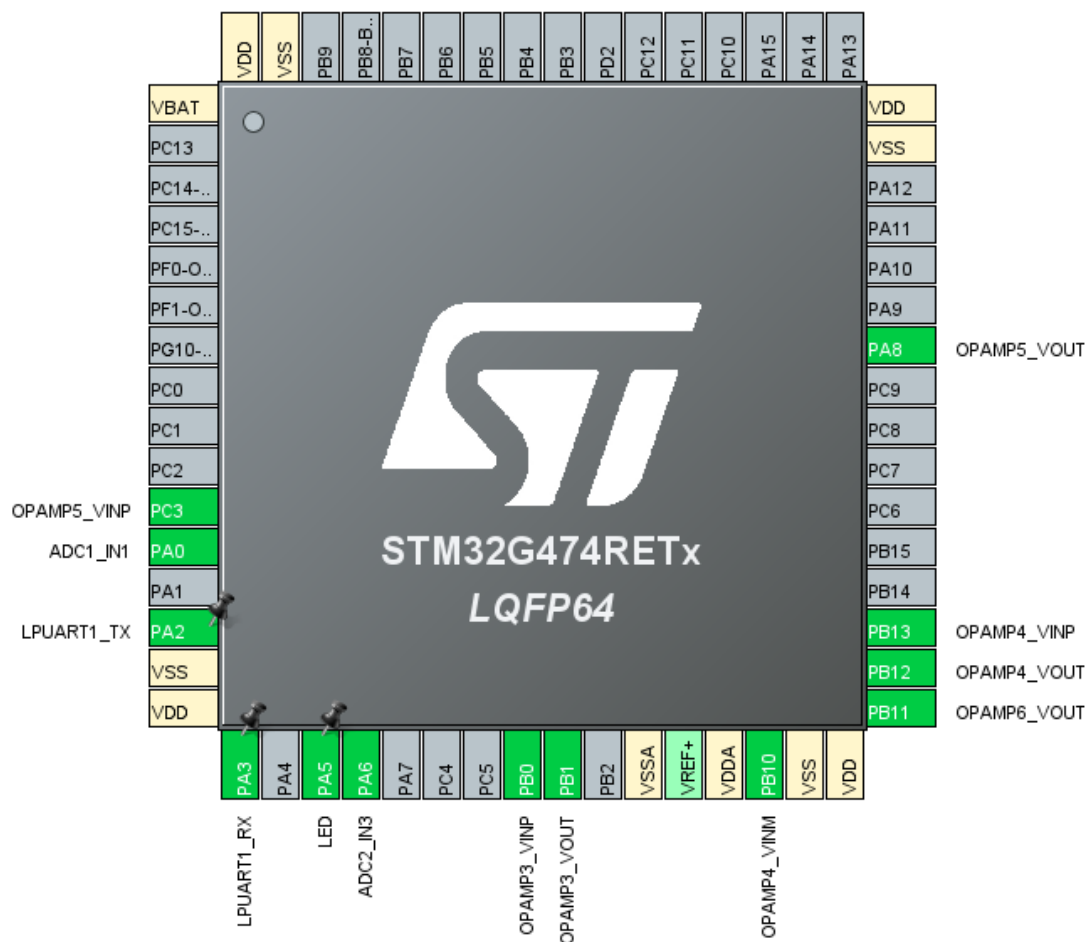 VDD
VSS
PB9
PB8-B..
PB7
PB6
PB5
PB4
PB3
PD2
PC12
PC11
PC10
PA15
PA14
PA13
VBAT
PC13
PC14-..
PC15-..
PF0-O..
PF1-O..
PG10-..
PC0
PC1
PC2
OPAMP5_VINP PC3
ADC1_IN1 PA0
PA1
LPUART1_TX PA2
VSS
VDD
ST
STM32G474RETx
LQFP64
VDD
VSS
PA12
PA11
PA10
PA9
PA8 OPAMP5_VOUT
PC9
PC8
PC7
PC6
PB15
PB14
PB13 OPAMP4_VINP
PB12 OPAMP4_VOUT
PB11 OPAMP6_VOUT
LPUART1_RX PA3
PA4
LED PA5
ADC2_IN3 PA6
PA7
PC4
PC5
OPAMP3_VINP PB0
OPAMP3_VOUT PB1
PB2
VSSA
VREF+
VDDA
OPAMP4_VINM PB10
VSS
VDD